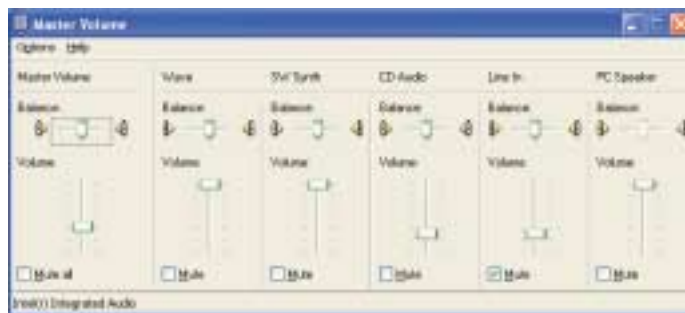 Master Volume
Options Help
Master Volume Wave SW Synth CD Audio Line In PC Speaker
Balance: Balance: Balance: Balance: Balance: Balance:
Volume: Volume: Volume: Volume: Volume: Volume:
Mute all Mute Mute Mute Mute Mute
Intel(r) Integrated Audio